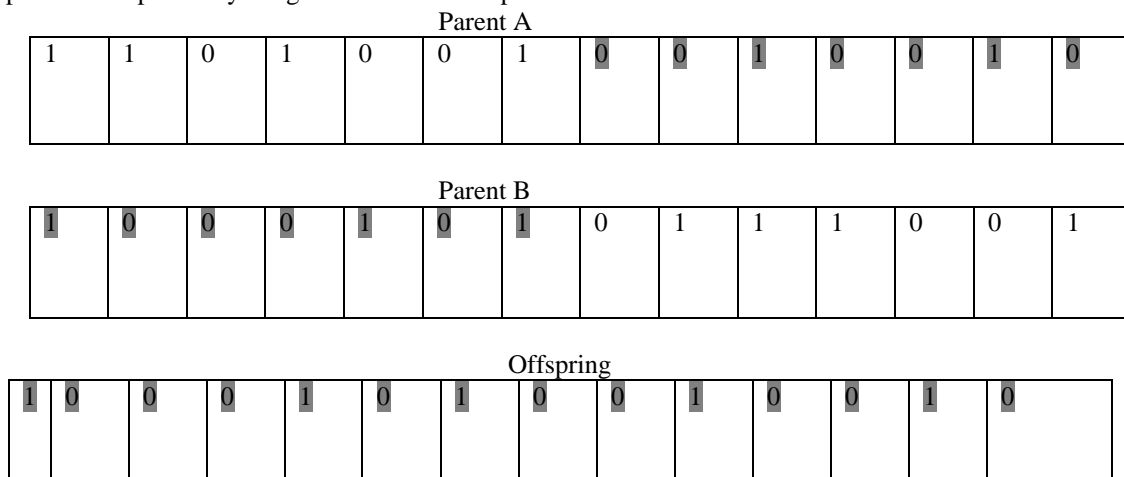 Parent A
1 1 0 1 0 0 1 0 0 1 0 0 1 0
Parent B
1 0 0 0 1 0 1 0 1 1 1 0 0 1
Offspring
1 0 0 0 1 0 1 0 0 1 0 0 1 0